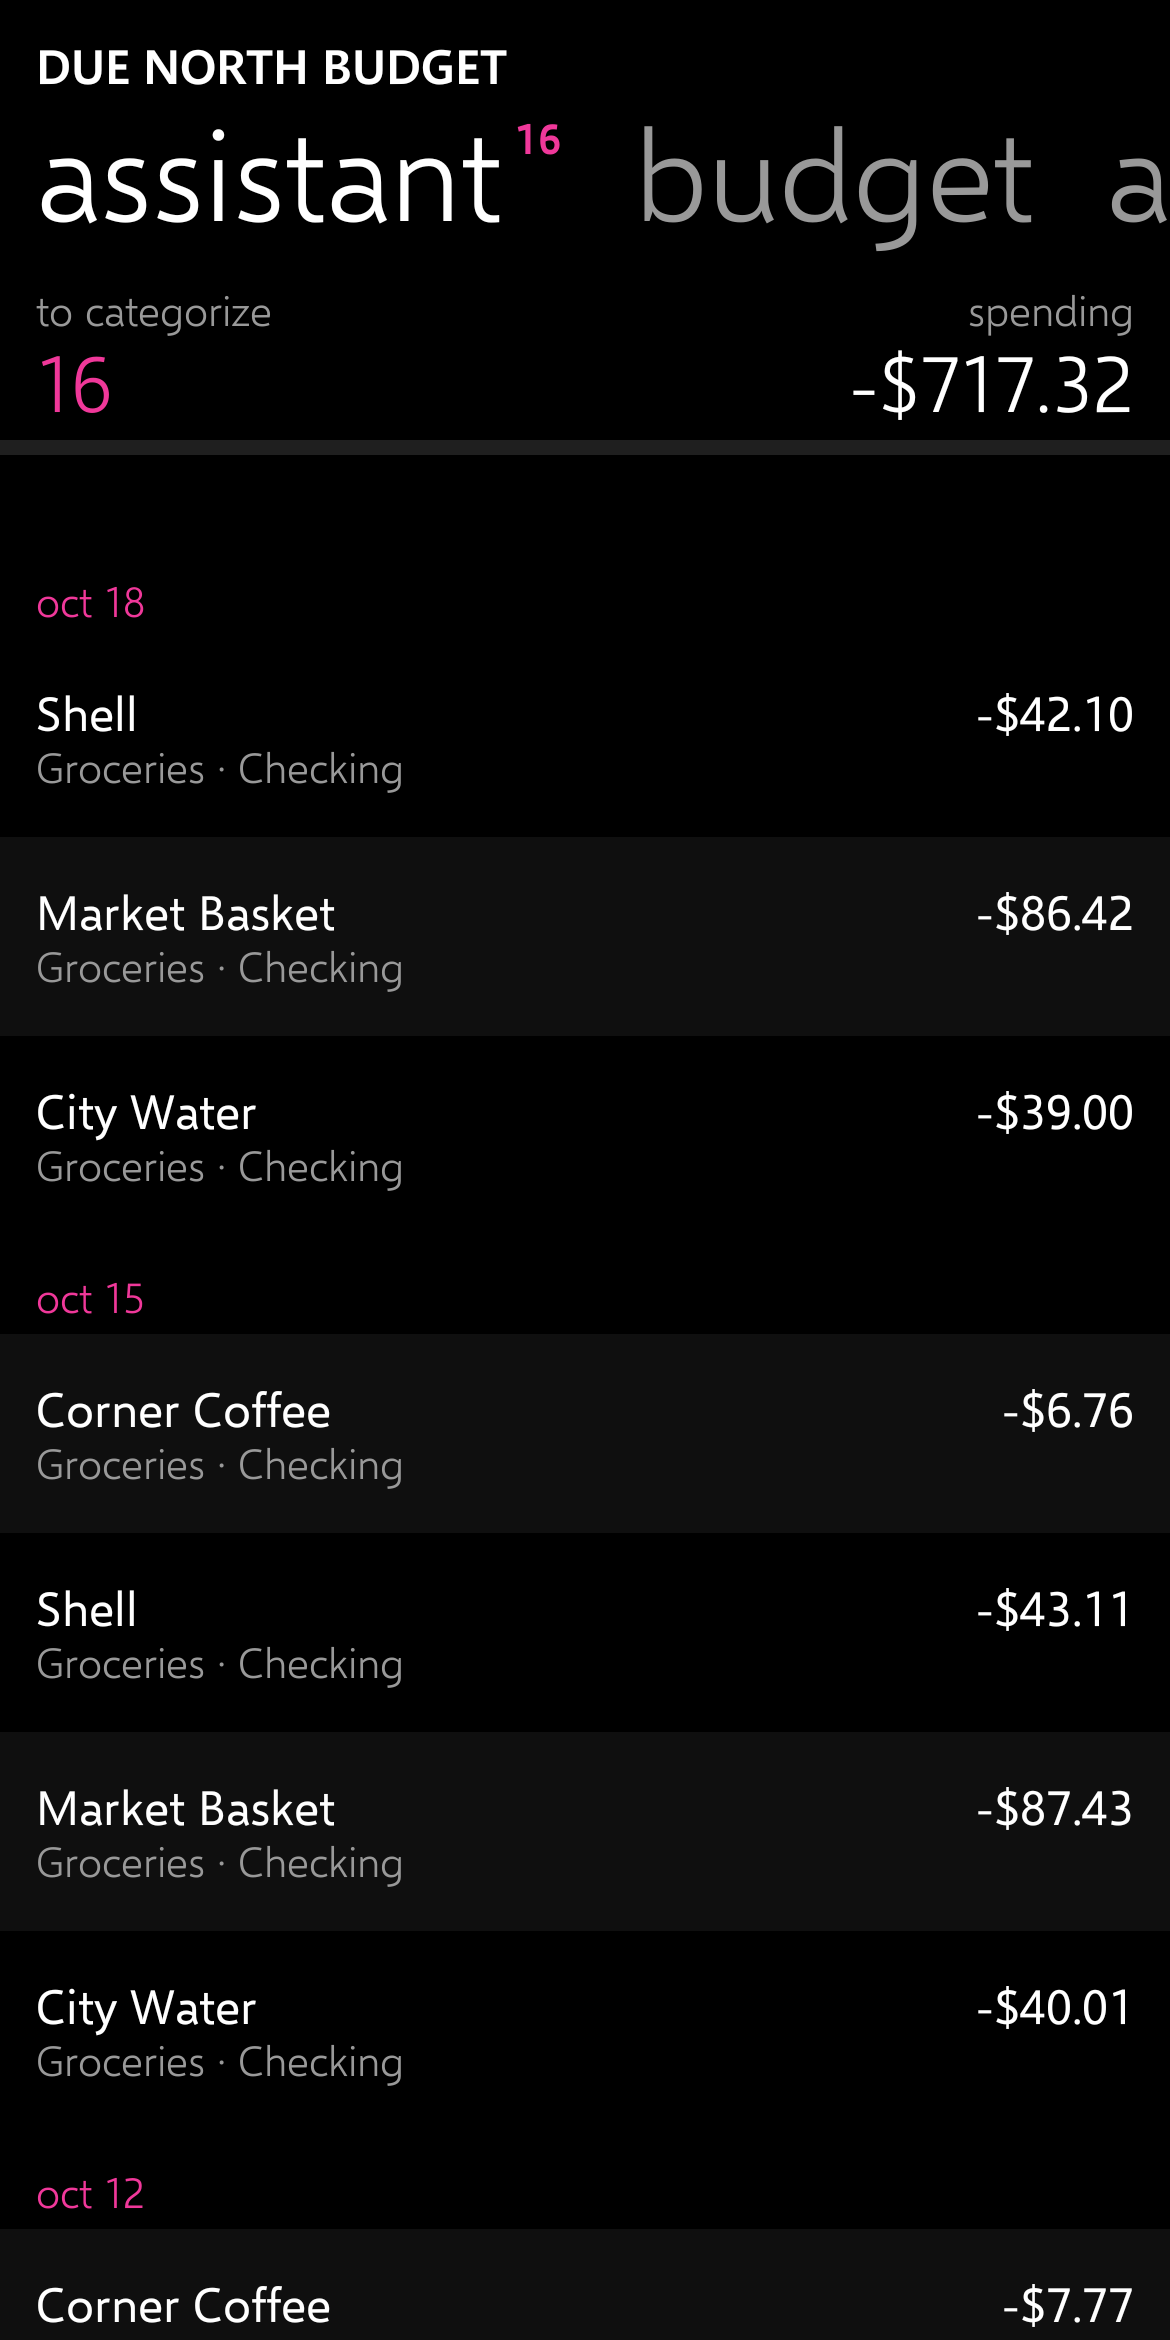 DUE NORTH BUDGET
assistant 16 budget a
to categorize spending
16 -$717.32
oct 18
Shell -$42.10
Groceries · Checking
Market Basket -$86.42
Groceries · Checking
City Water -$39.00
Groceries · Checking
oct 15
Corner Coffee -$6.76
Groceries · Checking
Shell -$43.11
Groceries · Checking
Market Basket -$87.43
Groceries · Checking
City Water -$40.01
Groceries · Checking
oct 12
Corner Coffee -$7.77